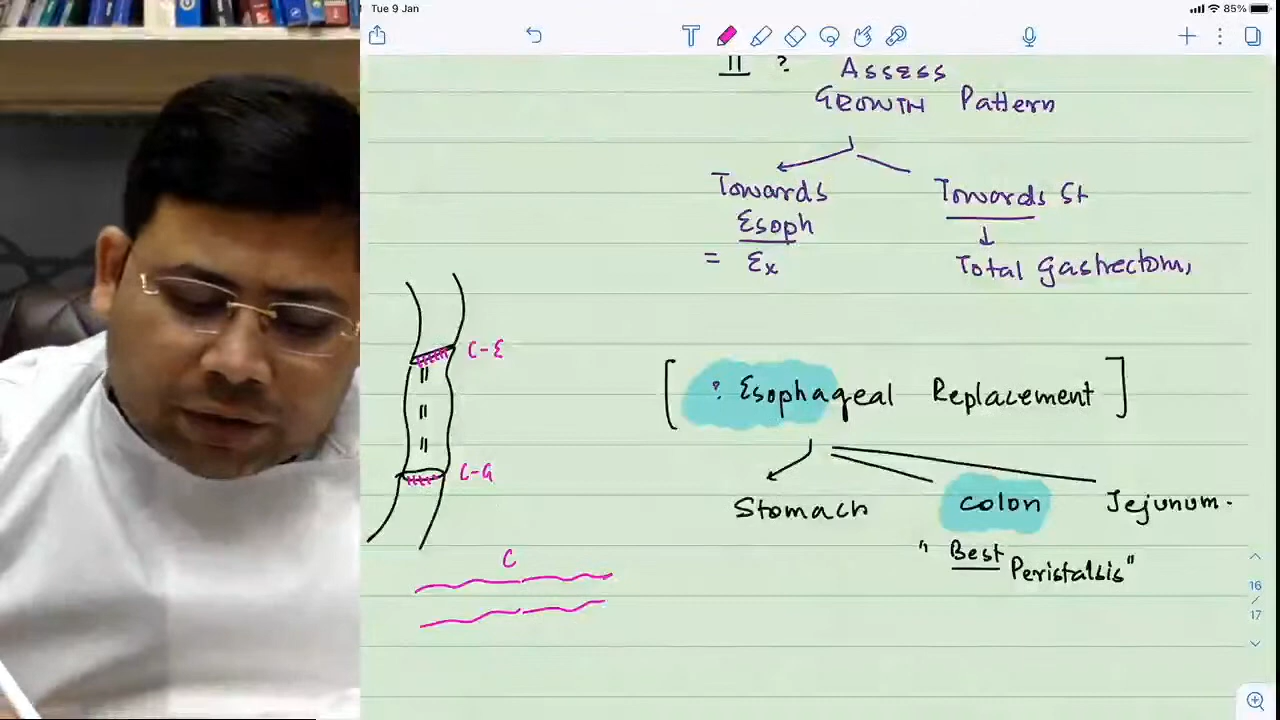 Tue 9 Jan
85%
II ? Assess
GROWTH Pattern
Towards
Esoph
= Ex
Towards St
Total Gastrectom,
C-E
C-G
[ ? Esophageal Replacement ]
Stomach
Colon
Jejunum.
"Best
Peristalsis"
C
16
/
17